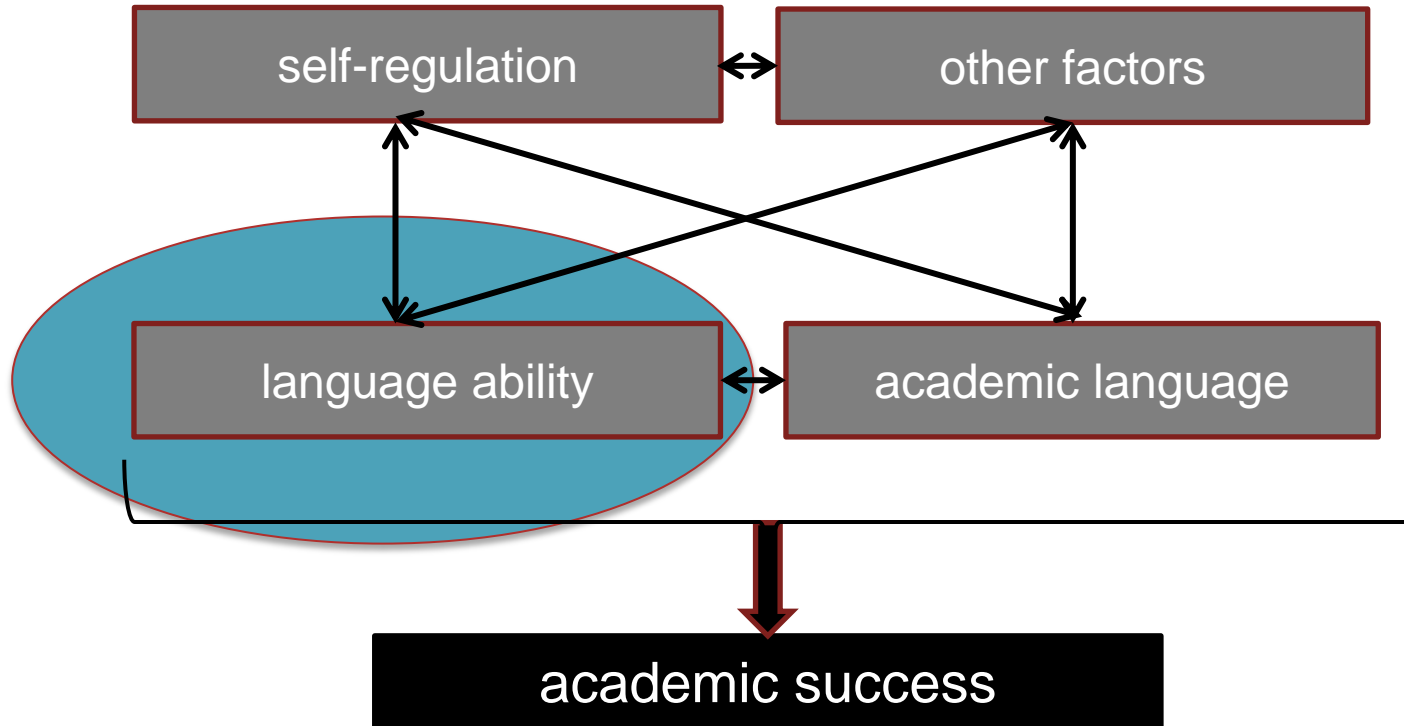 self-regulation
other factors
language ability
academic language
academic success